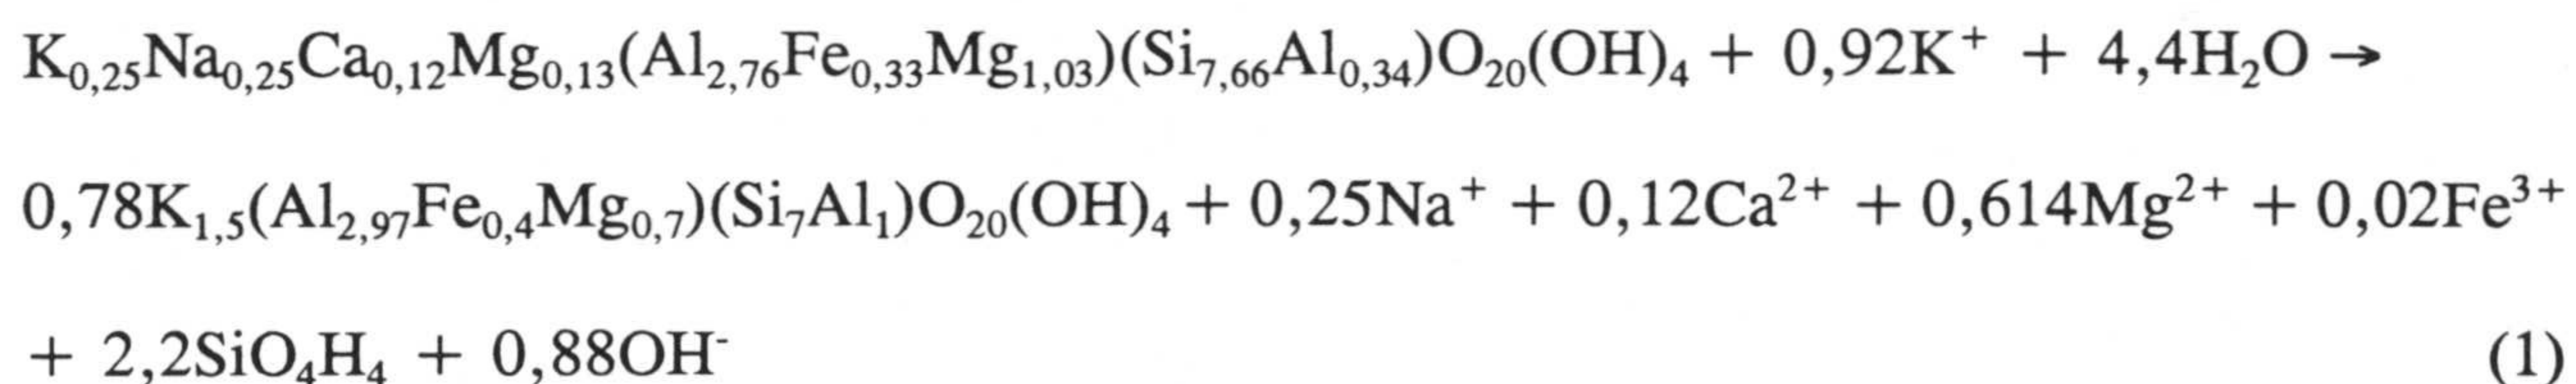 K₀,₂₅Na₀,₂₅Ca₀,₁₂Mg₀,₁₃(Al₂,₇₆Fe₀,₃₃Mg₁,₀₃)(Si₇,₆₆Al₀,₃₄)O₂₀(OH)₄ + 0,92K⁺ + 4,4H₂O →
0,78K₁,₅(Al₂,₉₇Fe₀,₄Mg₀,₇)(Si₇Al₁)O₂₀(OH)₄ + 0,25Na⁺ + 0,12Ca²⁺ + 0,614Mg²⁺ + 0,02Fe³⁺
+ 2,2SiO₄H₄ + 0,88OH⁻ (1)